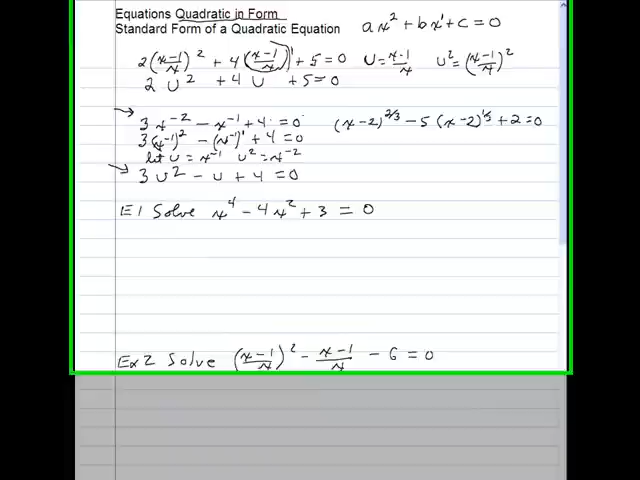 Equations Quadratic in Form
Standard Form of a Quadratic Equation ax² + bx¹ + c = 0
2(x-1/x)² + 4(x-1/x)¹ + 5 = 0 U = x-1/x U² = (x-1/x)²
2 U² + 4 U + 5 = 0
3x⁻² - x⁻¹ + 4 = 0 (x-2)^2/3 - 5(x-2)^1/3 + 2 = 0
3(x⁻¹)² - (x⁻¹)¹ + 4 = 0
let U = x⁻¹ U² = x⁻²
3U² - U + 4 = 0
E1 Solve x⁴ - 4x² + 3 = 0
Ex2 Solve (x-1/x)² - x-1/x - 6 = 0